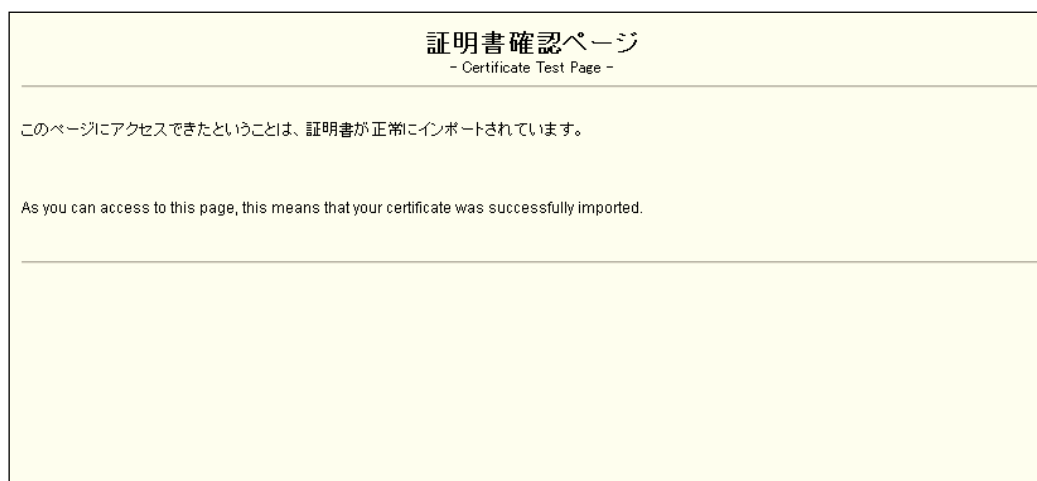 証明書確認ページ
- Certificate Test Page -
このページにアクセスできたということは、証明書が正常にインポートされています。
As you can access to this page, this means that your certificate was successfully imported.